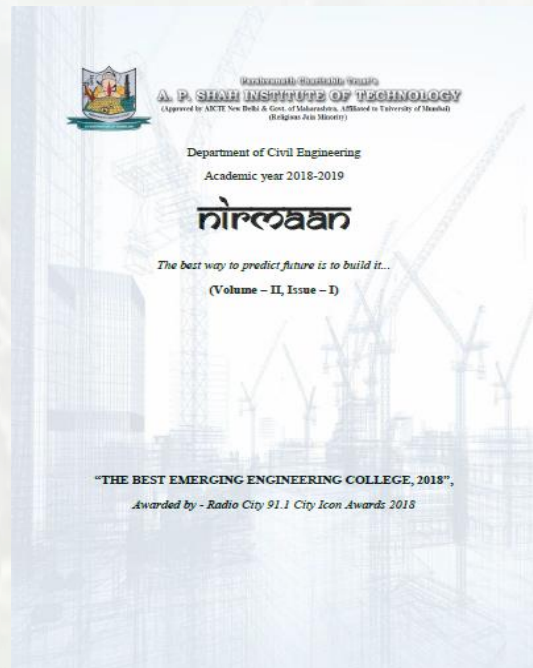 Parshvanath Charitable Trust's
A. P. SHAH INSTITUTE OF TECHNOLOGY
(Approved by AICTE New Delhi & Govt. of Maharashtra, Affiliated to University of Mumbai)
(Religious Jain Minority)
Department of Civil Engineering
Academic year 2018-2019
nirmaan
The best way to predict future is to build it...
(Volume – II, Issue – I)
“THE BEST EMERGING ENGINEERING COLLEGE, 2018”,
Awarded by - Radio City 91.1 City Icon Awards 2018